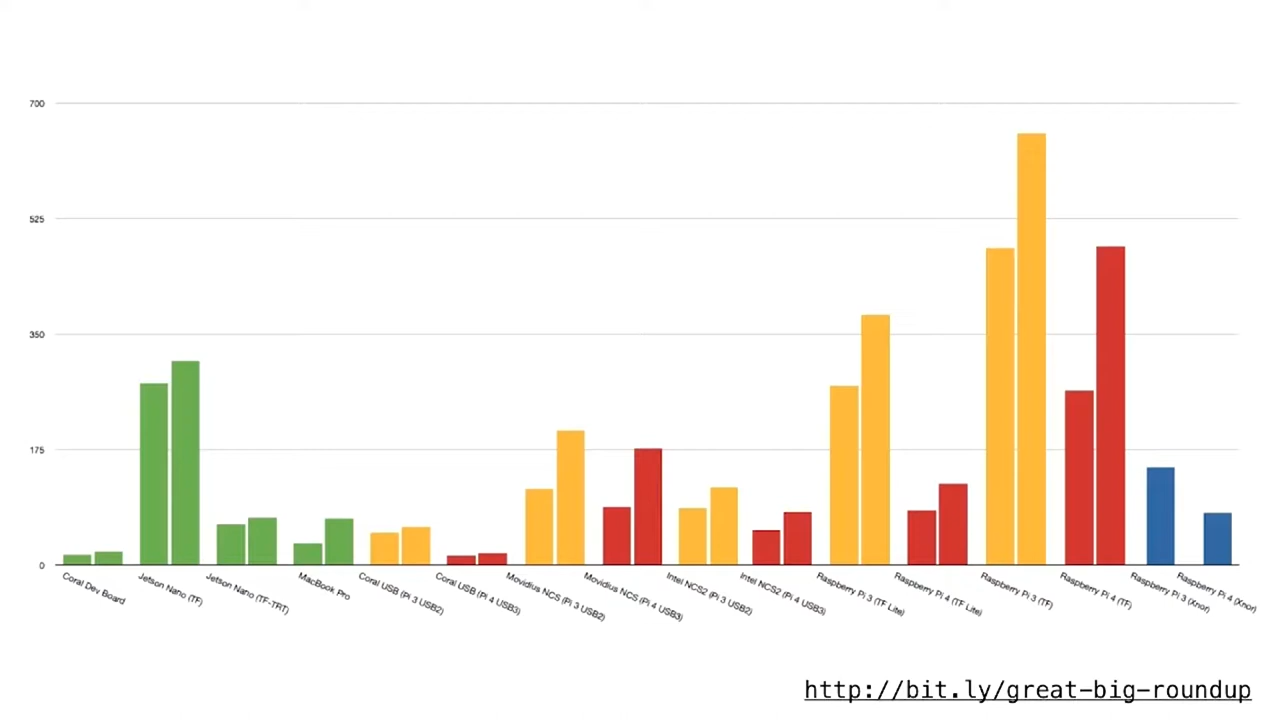 700
525
350
175
0
Coral Dev Board
Jetson Nano (TF)
Jetson Nano (TF-TRT)
MacBook Pro
Coral USB (Pi 3 USB2)
Coral USB (Pi 4 USB3)
Movidius NCS (Pi 3 USB2)
Movidius NCS (Pi 4 USB3)
Intel NCS2 (Pi 3 USB2)
Intel NCS2 (Pi 4 USB3)
Raspberry Pi 3 (TF Lite)
Raspberry Pi 4 (TF Lite)
Raspberry Pi 3 (TF)
Raspberry Pi 4 (TF)
Raspberry Pi 3 (Xnor)
Raspberry Pi 4 (Xnor)
http://bit.ly/great-big-roundup